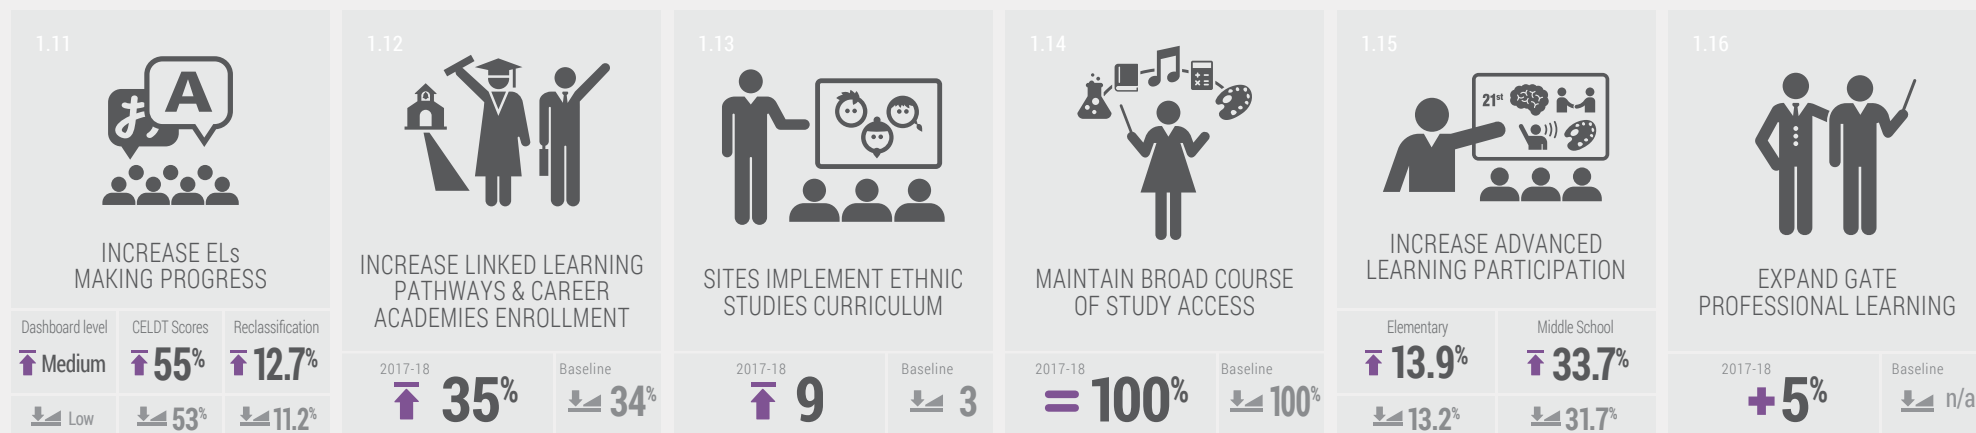 1.11
あ A
INCREASE ELs
MAKING PROGRESS
Dashboard level CELDT Scores Reclassification
Medium 55% 12.7%
Low 53% 11.2%
1.12
INCREASE LINKED LEARNING
PATHWAYS & CAREER
ACADEMIES ENROLLMENT
2017-18 Baseline
35% 34%
1.13
SITES IMPLEMENT ETHNIC
STUDIES CURRICULUM
2017-18 Baseline
9 3
1.14
MAINTAIN BROAD COURSE
OF STUDY ACCESS
2017-18 Baseline
= 100% 100%
1.15
21st
INCREASE ADVANCED
LEARNING PARTICIPATION
Elementary Middle School
13.9% 33.7%
13.2% 31.7%
1.16
EXPAND GATE
PROFESSIONAL LEARNING
2017-18 Baseline
+5% n/a